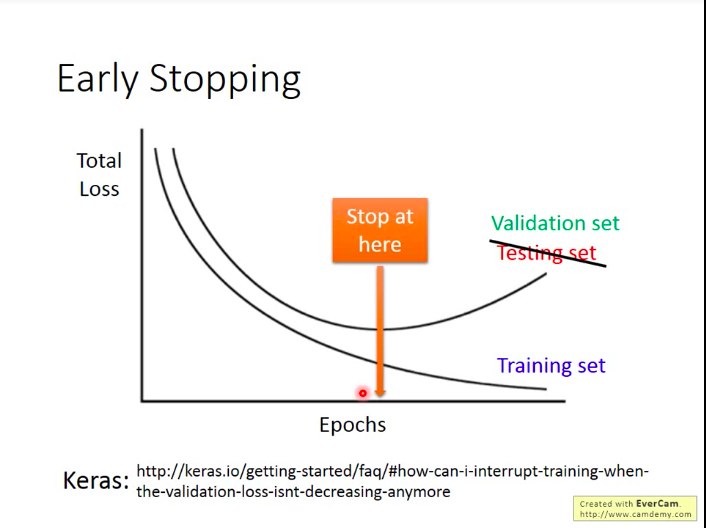 Early Stopping
Total
Loss
Stop at
here
Validation set
Testing set
Training set
Epochs
Keras: http://keras.io/getting-started/faq/#how-can-i-interrupt-training-when-
the-validation-loss-isnt-decreasing-anymore
Created with EverCam.
http://www.camdemy.com